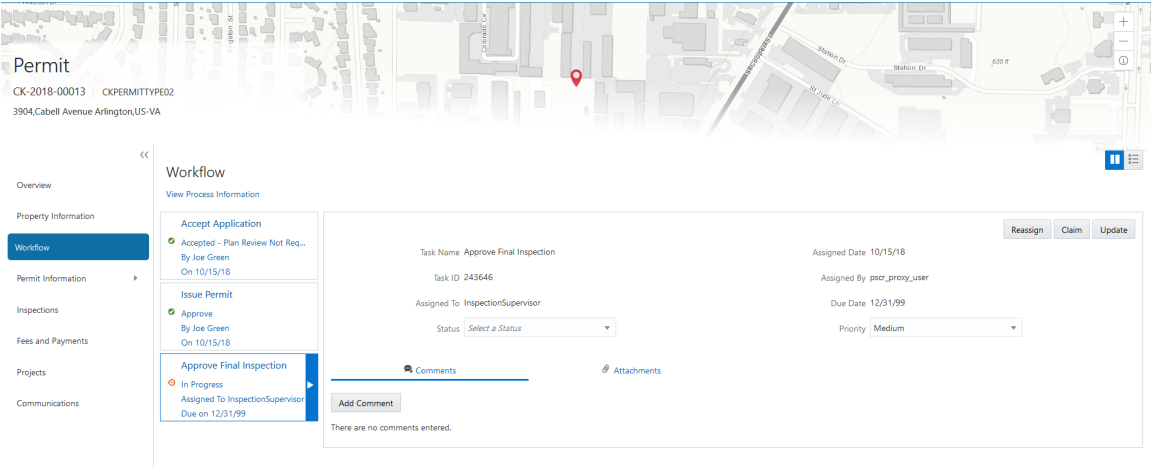 Permit
CK-2018-00013 | CKPERMITTYPE02
3904,Cabell Avenue Arlington,US-VA
Colorado Ca
Station Dr
Station Dr
St Jude Ln
635 ft
Overview
Property Information
Workflow
Permit Information
Inspections
Fees and Payments
Projects
Communications
Workflow
View Process Information
Accept Application
Accepted - Plan Review Not Req...
By Joe Green
On 10/15/18
Issue Permit
Approve
By Joe Green
On 10/15/18
Approve Final Inspection
In Progress
Assigned To InspectionSupervisor
Due on 12/31/99
Reassign Claim Update
Task Name Approve Final Inspection Assigned Date 10/15/18
Task ID 243646 Assigned By pscr_proxy_user
Assigned To InspectionSupervisor Due Date 12/31/99
Status Select a Status Priority Medium
Comments Attachments
Add Comment
There are no comments entered.